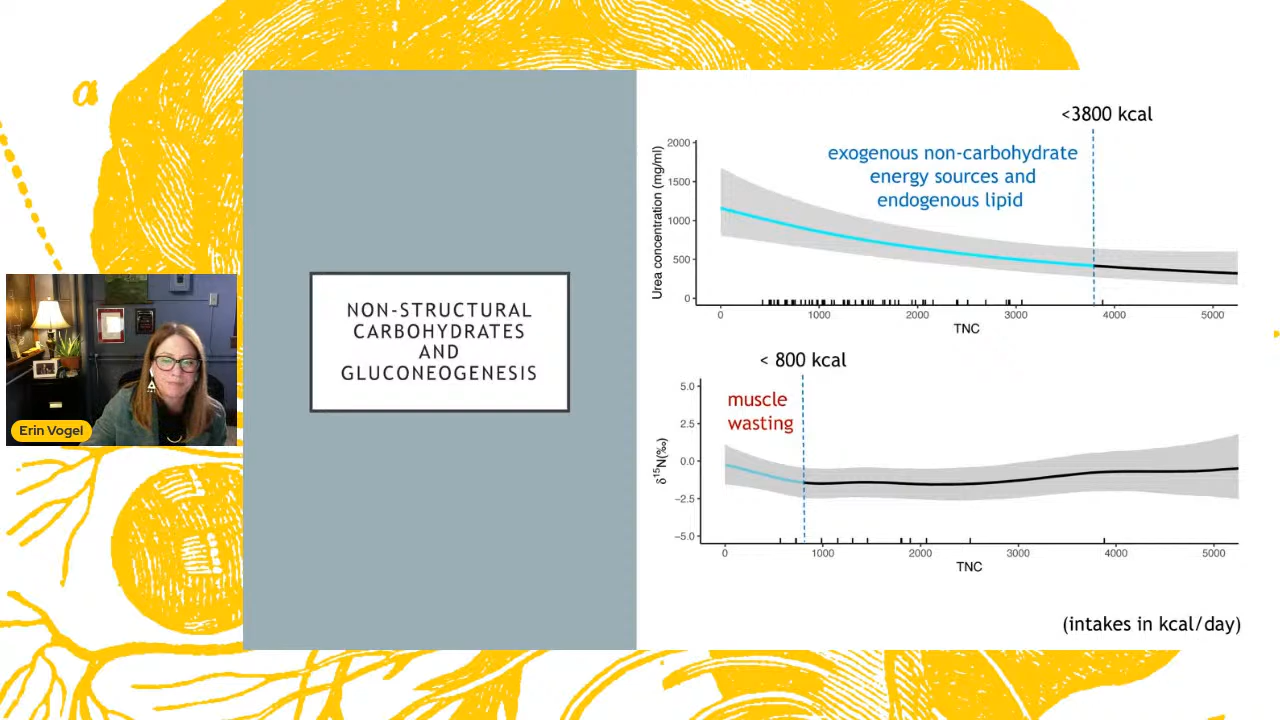 a
NON-STRUCTURAL
CARBOHYDRATES
AND
GLUCONEOGENESIS
Erin Vogel
<3800 kcal
exogenous non-carbohydrate
energy sources and
endogenous lipid
Urea concentration (mg/ml)
2000
1500
1000
500
0
0 1000 2000 3000 4000 5000
TNC
< 800 kcal
muscle
wasting
δ15N(‰)
5.0
2.5
0.0
−2.5
−5.0
0 1000 2000 3000 4000 5000
TNC
(intakes in kcal/day)